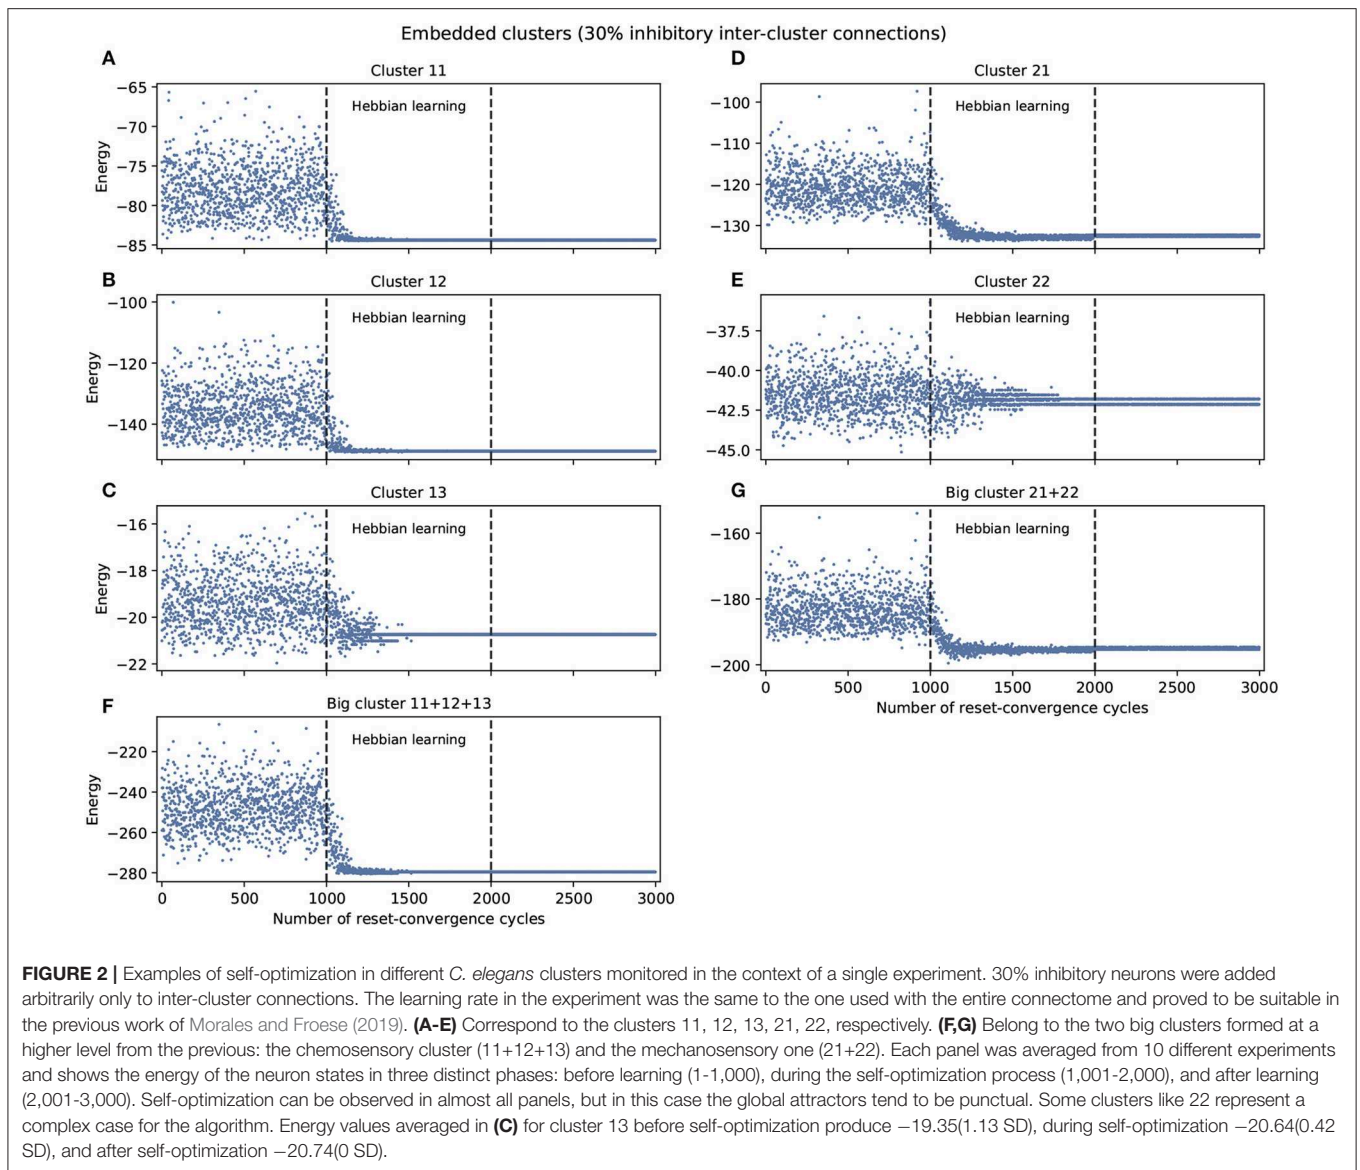 Embedded clusters (30% inhibitory inter-cluster connections)
A
Cluster 11
Hebbian learning
Energy
−65
−70
−75
−80
−85
B
Cluster 12
Hebbian learning
Energy
−100
−120
−140
C
Cluster 13
Hebbian learning
Energy
−16
−18
−20
−22
F
Big cluster 11+12+13
Hebbian learning
Energy
−220
−240
−260
−280
0 500 1000 1500 2000 2500 3000
Number of reset-convergence cycles
D
Cluster 21
Hebbian learning
−100
−110
−120
−130
E
Cluster 22
Hebbian learning
−37.5
−40.0
−42.5
−45.0
G
Big cluster 21+22
Hebbian learning
−160
−180
−200
0 500 1000 1500 2000 2500 3000
Number of reset-convergence cycles
FIGURE 2 | Examples of self-optimization in different C. elegans clusters monitored in the context of a single experiment. 30% inhibitory neurons were added
arbitrarily only to inter-cluster connections. The learning rate in the experiment was the same to the one used with the entire connectome and proved to be suitable in
the previous work of Morales and Froese (2019). (A-E) Correspond to the clusters 11, 12, 13, 21, 22, respectively. (F,G) Belong to the two big clusters formed at a
higher level from the previous: the chemosensory cluster (11+12+13) and the mechanosensory one (21+22). Each panel was averaged from 10 different experiments
and shows the energy of the neuron states in three distinct phases: before learning (1-1,000), during the self-optimization process (1,001-2,000), and after learning
(2,001-3,000). Self-optimization can be observed in almost all panels, but in this case the global attractors tend to be punctual. Some clusters like 22 represent a
complex case for the algorithm. Energy values averaged in (C) for cluster 13 before self-optimization produce −19.35(1.13 SD), during self-optimization −20.64(0.42
SD), and after self-optimization −20.74(0 SD).